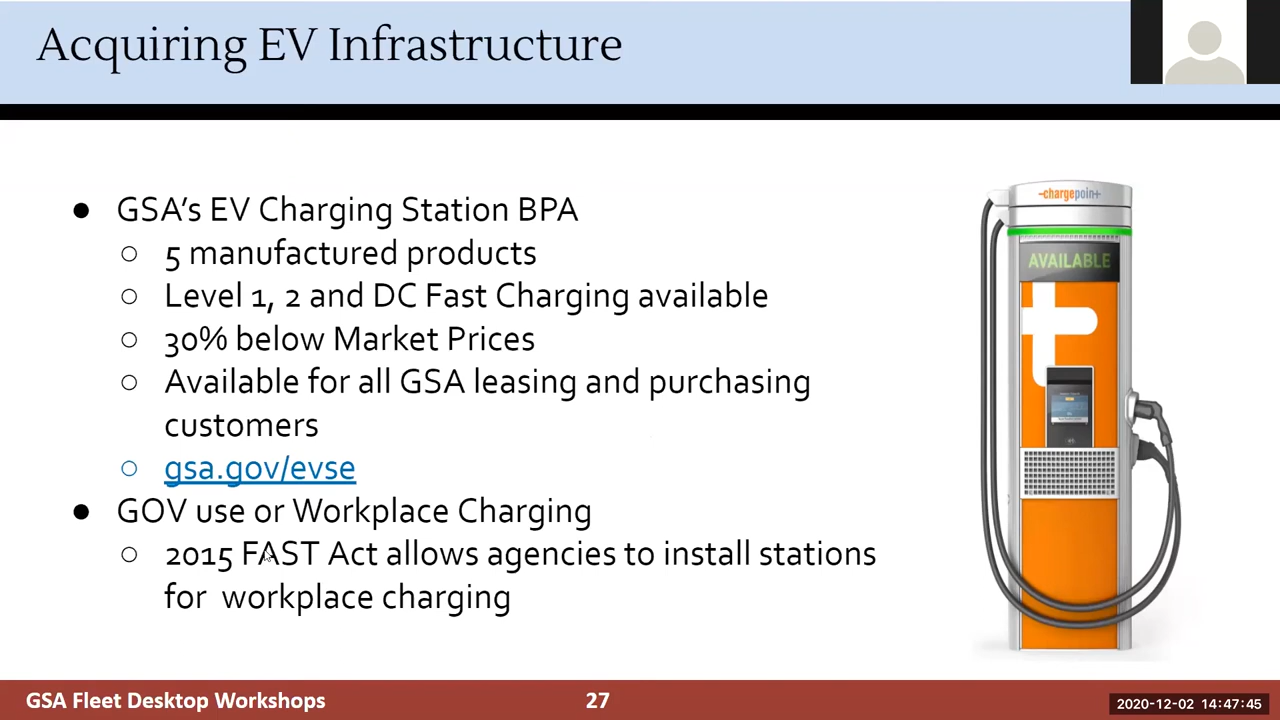 Acquiring EV Infrastructure
● GSA's EV Charging Station BPA
○ 5 manufactured products
○ Level 1, 2 and DC Fast Charging available
○ 30% below Market Prices
○ Available for all GSA leasing and purchasing
customers
○ gsa.gov/evse
● GOV use or Workplace Charging
○ 2015 FAST Act allows agencies to install stations
for workplace charging
-chargepoin+
AVAILABLE
GSA Fleet Desktop Workshops
27
2020-12-02 14:47:45